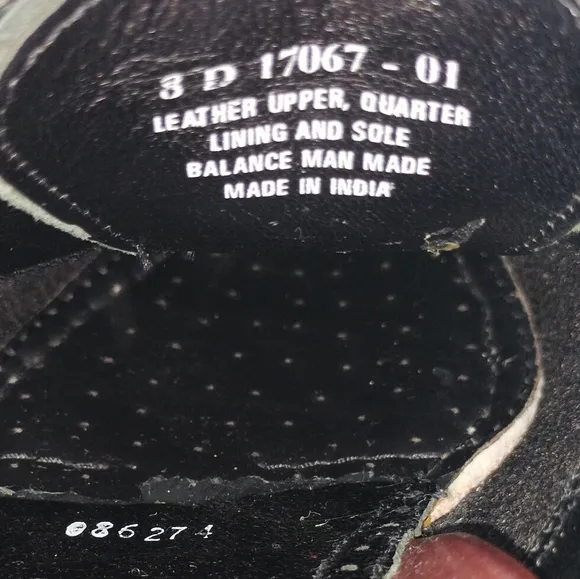 8 D 17067 - 01
LEATHER UPPER, QUARTER
LINING AND SOLE
BALANCE MAN MADE
MADE IN INDIA
086274